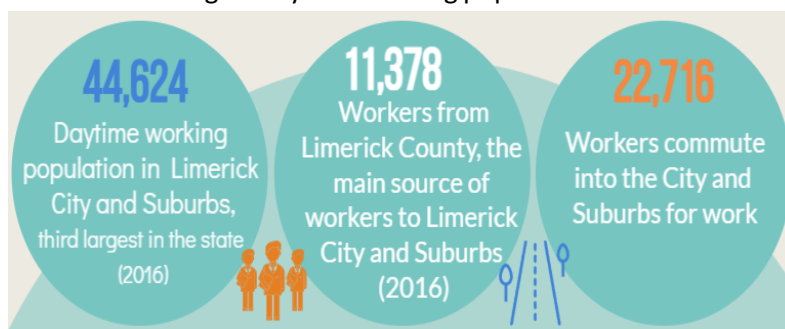 44,624
Daytime working
population in Limerick
City and Suburbs,
third largest in the state
(2016)
11,378
Workers from
Limerick County, the
main source of
workers to Limerick
City and Suburbs
(2016)
22,716
Workers commute
into the City and
Suburbs for work